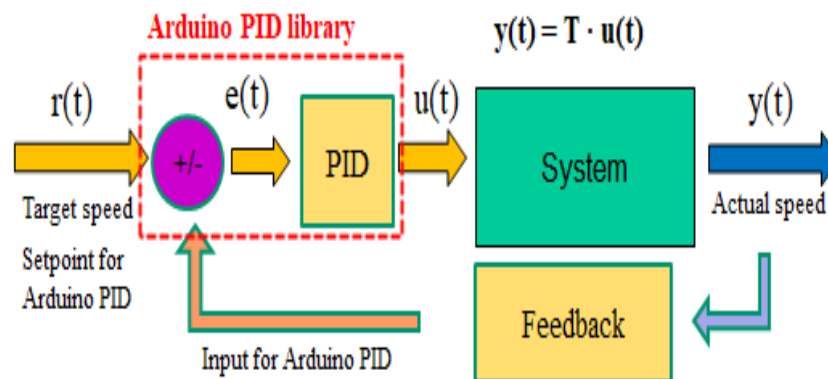 Arduino PID library
y(t) = T · u(t)
r(t)
e(t)
u(t)
y(t)
+/-
PID
System
Target speed
Actual speed
Setpoint for
Arduino PID
Feedback
Input for Arduino PID